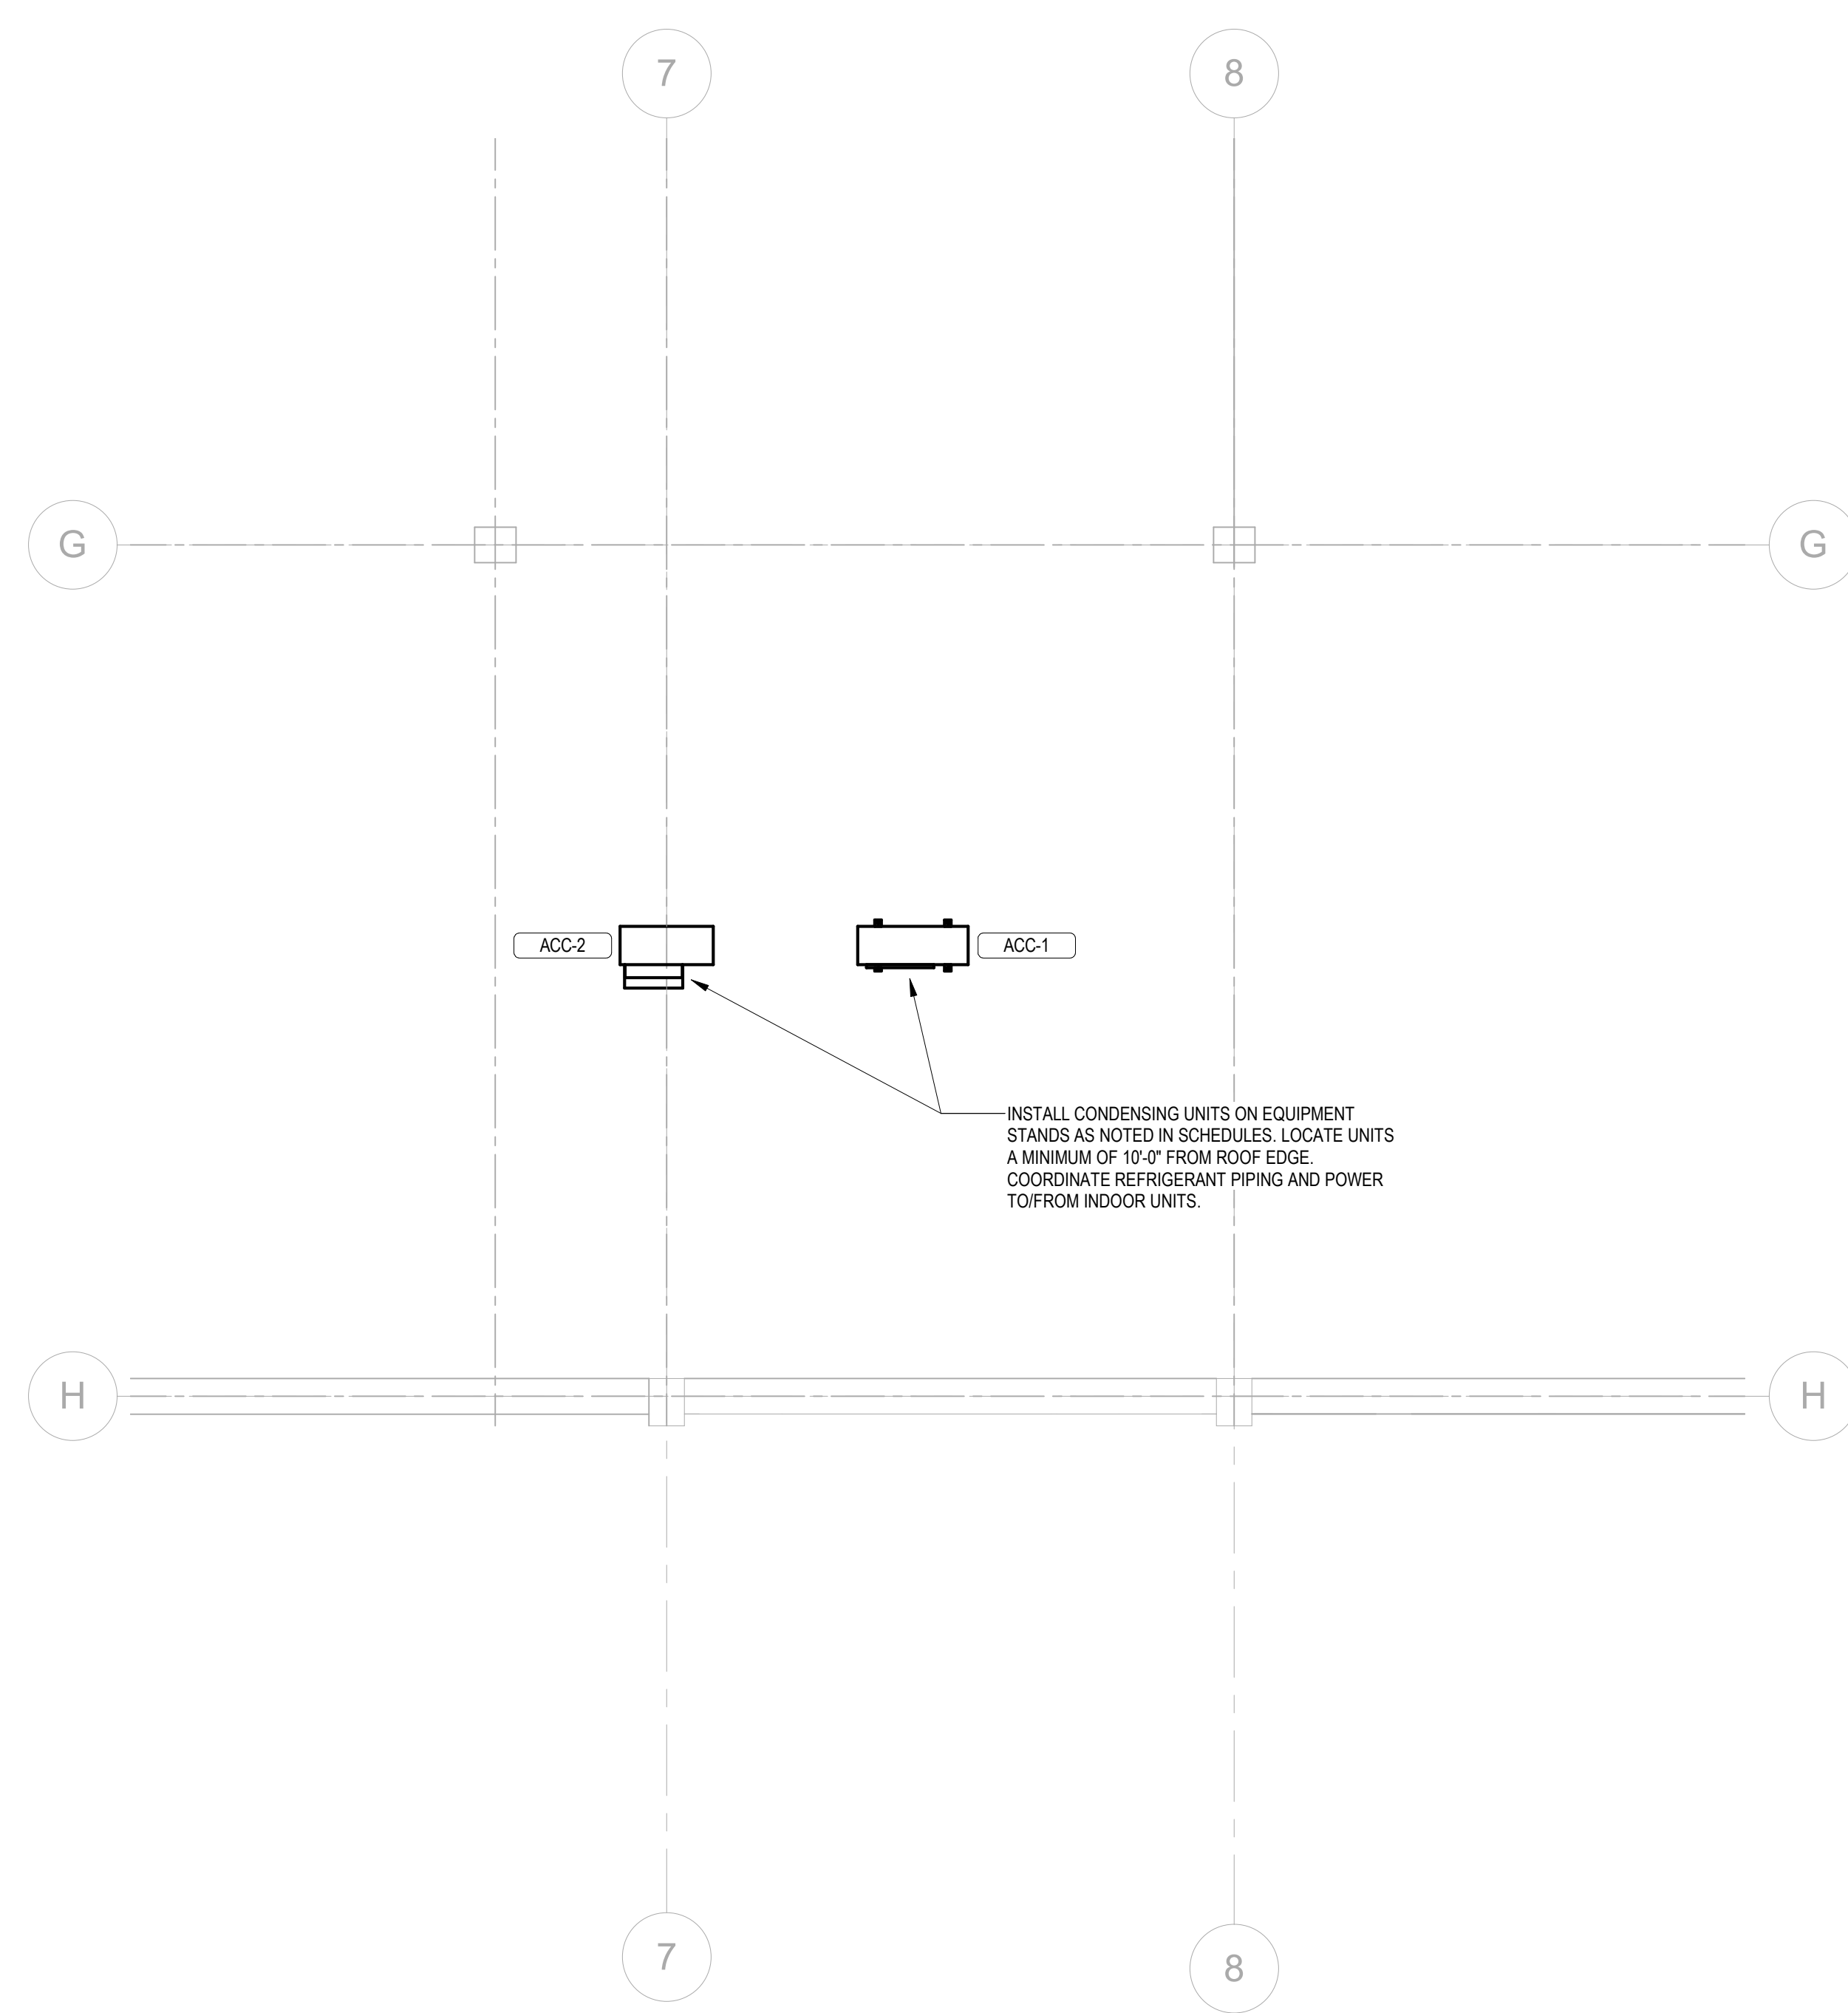 7
8
G
G
ACC-2
ACC-1
INSTALL CONDENSING UNITS ON EQUIPMENT
STANDS AS NOTED IN SCHEDULES. LOCATE UNITS
A MINIMUM OF 10'-0" FROM ROOF EDGE.
COORDINATE REFRIGERANT PIPING AND POWER
TO/FROM INDOOR UNITS.
H
H
7
8